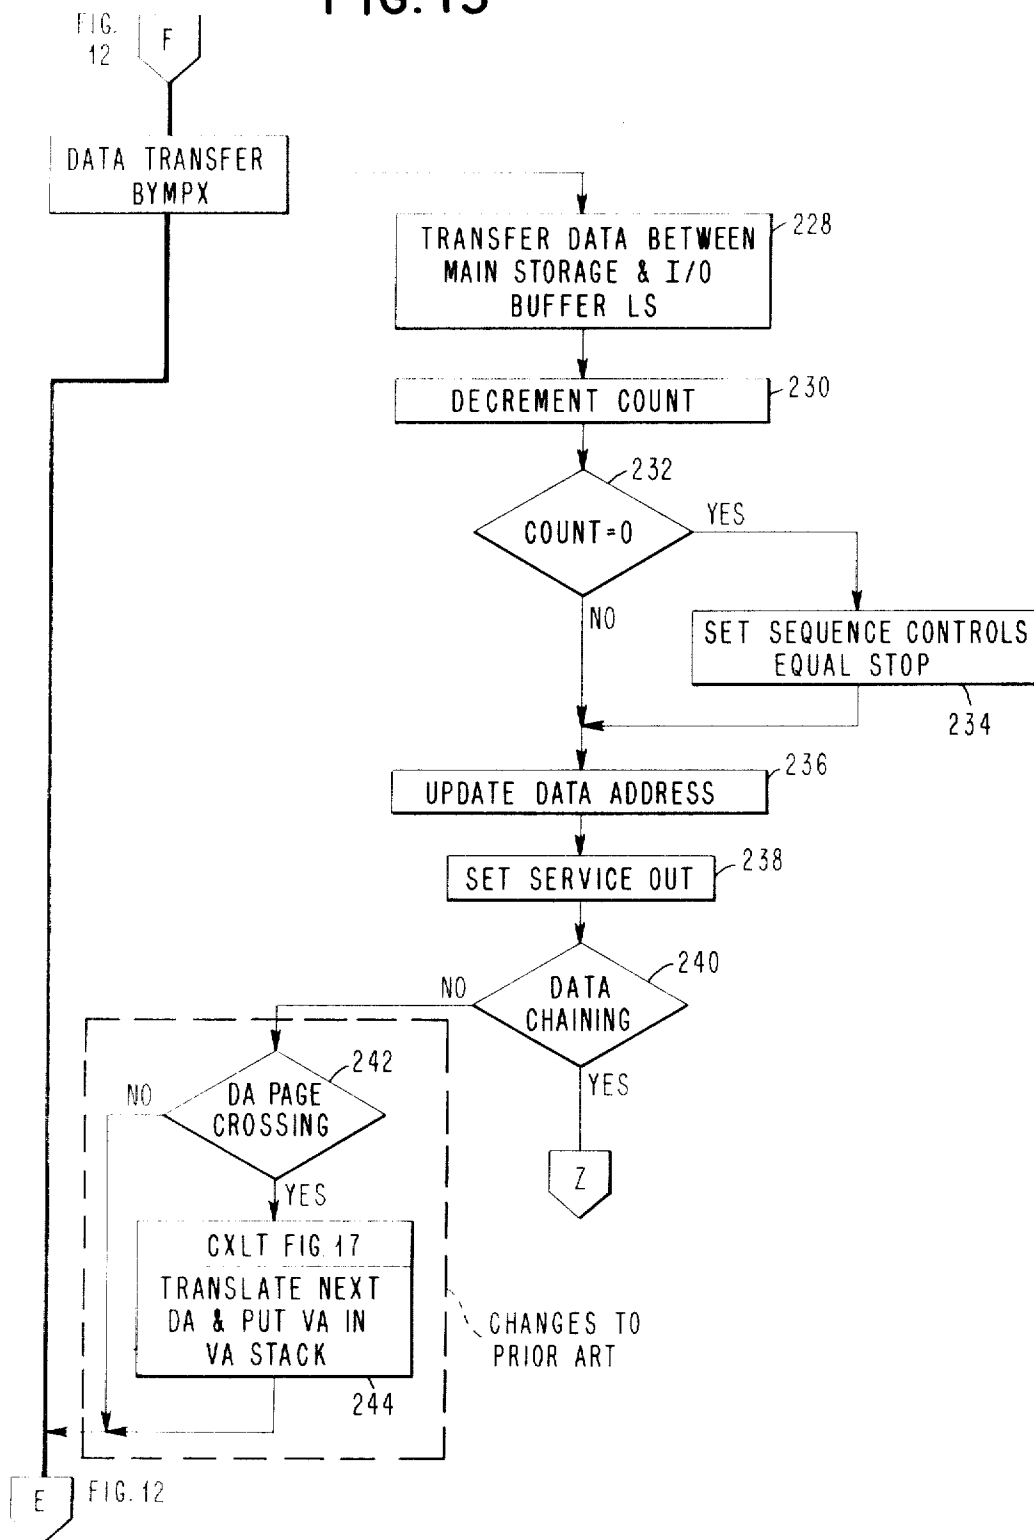 FIG. 13
FIG.
12
F
DATA TRANSFER
BYMPX
TRANSFER DATA BETWEEN
MAIN STORAGE & I/O
BUFFER LS
228
DECREMENT COUNT
230
COUNT=0
232
YES
NO
SET SEQUENCE CONTROLS
EQUAL STOP
234
UPDATE DATA ADDRESS
236
SET SERVICE OUT
238
DATA
CHAINING
240
NO
YES
Z
DA PAGE
CROSSING
242
NO
YES
CXLT FIG. 17
TRANSLATE NEXT
DA & PUT VA IN
VA STACK
244
CHANGES TO
PRIOR ART
E
FIG. 12